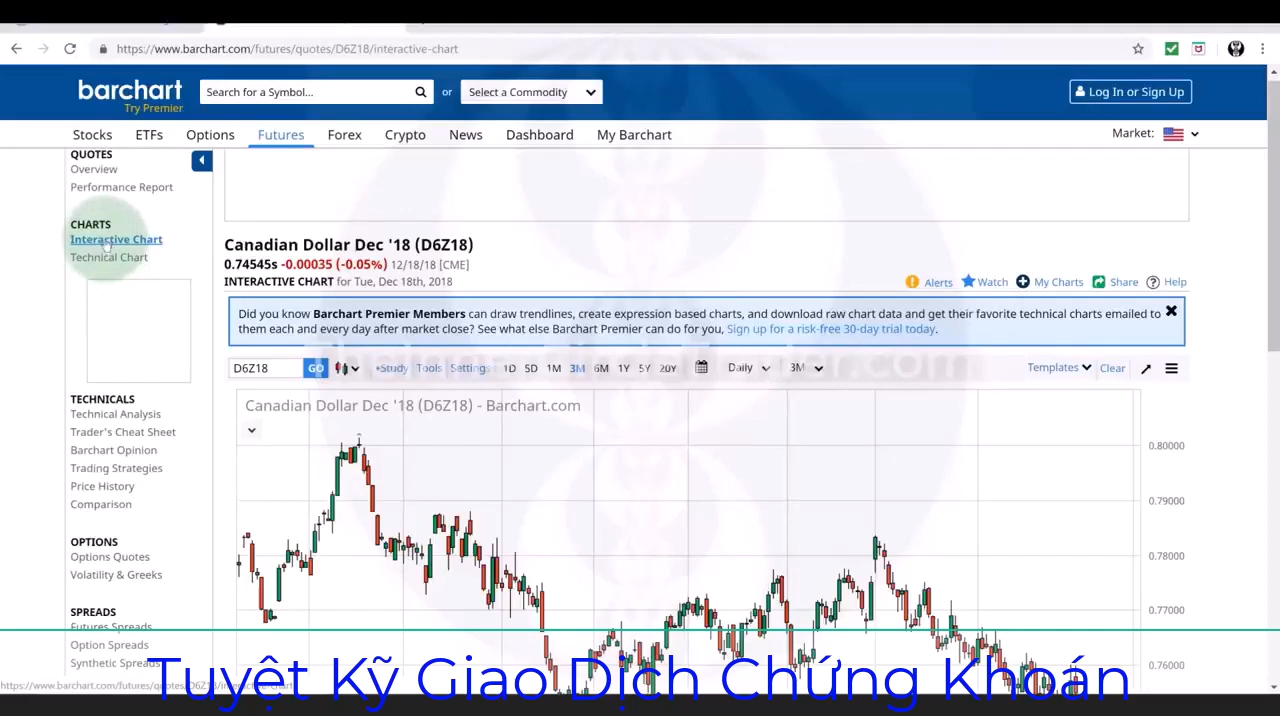 https://www.barchart.com/futures/quotes/D6Z18/interactive-chart
barchart
Try Premier
Search for a Symbol...
or
Select a Commodity
Log In or Sign Up
Stocks ETFs Options Futures Forex Crypto News Dashboard My Barchart
Market:
QUOTES
Overview
Performance Report
CHARTS
Interactive Chart
Technical Chart
TECHNICALS
Technical Analysis
Trader's Cheat Sheet
Barchart Opinion
Trading Strategies
Price History
Comparison
OPTIONS
Options Quotes
Volatility & Greeks
SPREADS
Futures Spreads
Option Spreads
Synthetic Spreads
Canadian Dollar Dec '18 (D6Z18)
0.74545s -0.00035 (-0.05%) 12/18/18 [CME]
INTERACTIVE CHART for Tue, Dec 18th, 2018
Alerts Watch My Charts Share Help
Did you know Barchart Premier Members can draw trendlines, create expression based charts, and download raw chart data and get their favorite technical charts emailed to
them each and every day after market close? See what else Barchart Premier can do for you, Sign up for a risk-free 30-day trial today.
D6Z18 GO +Study Tools Settings 1D 5D 1M 3M 6M 1Y 5Y 20Y Daily 3M Templates Clear
Canadian Dollar Dec '18 (D6Z18) - Barchart.com
0.80000
0.79000
0.78000
0.77000
0.76000
https://www.barchart.com/futures/quotes/D6Z18/interactive-chart
Tuyệt Kỹ Giao Dịch Chứng Khoán